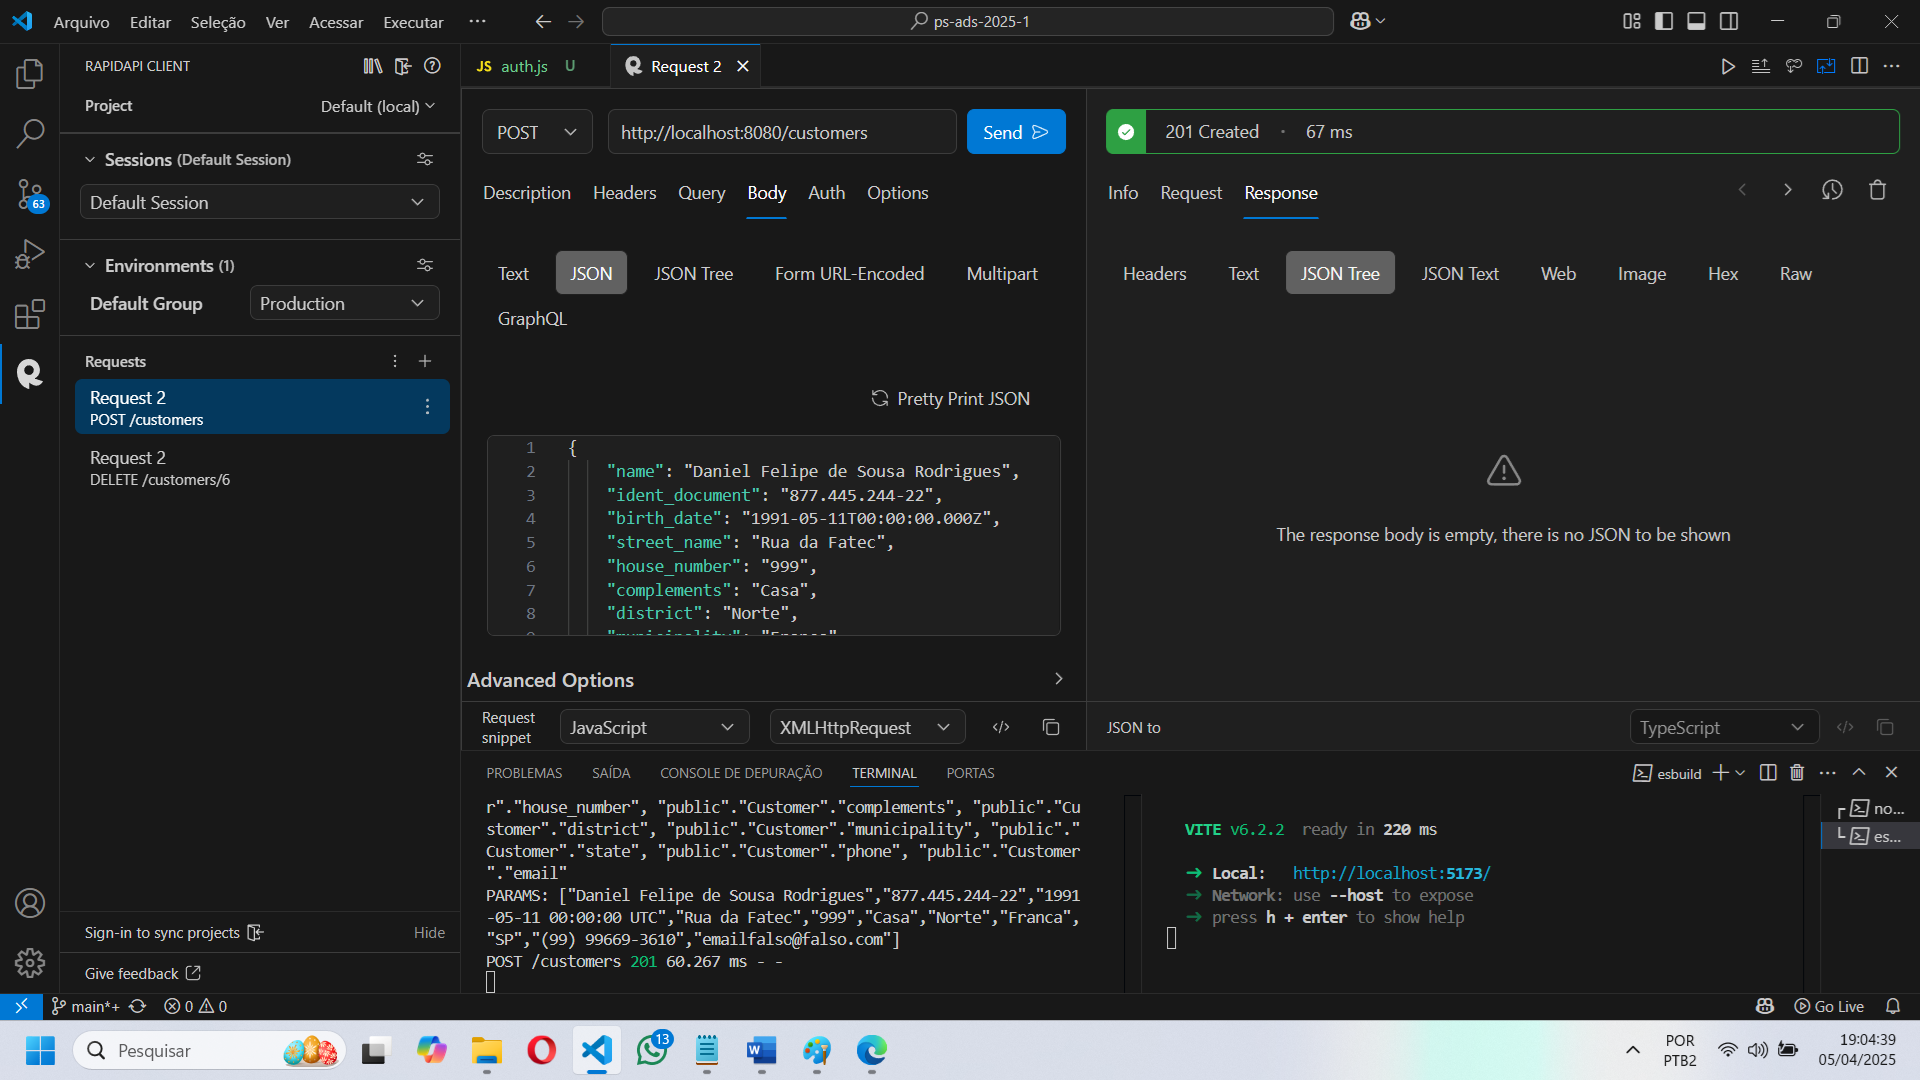 Arquivo Editar Seleção Ver Acessar Executar ···
ps-ads-2025-1
RAPIDAPI CLIENT
Project Default (local)
Sessions (Default Session)
Default Session
Environments (1)
Default Group Production
Requests
Request 2
POST /customers
Request 2
DELETE /customers/6
Sign-in to sync projects Hide
Give feedback
63
JS auth.js U
Request 2
POST http://localhost:8080/customers Send
Description Headers Query Body Auth Options
Text JSON JSON Tree Form URL-Encoded Multipart
GraphQL
Pretty Print JSON
1 {
2 "name": "Daniel Felipe de Sousa Rodrigues",
3 "ident_document": "877.445.244-22",
4 "birth_date": "1991-05-11T00:00:00.000Z",
5 "street_name": "Rua da Fatec",
6 "house_number": "999",
7 "complements": "Casa",
8 "district": "Norte",
9 "municipality": "Franca"
Advanced Options
Request snippet JavaScript XMLHttpRequest
201 Created · 67 ms
Info Request Response
Headers Text JSON Tree JSON Text Web Image Hex Raw
The response body is empty, there is no JSON to be shown
JSON to TypeScript
PROBLEMAS SAÍDA CONSOLE DE DEPURAÇÃO TERMINAL PORTAS
esbuild
r"."house_number", "public"."Customer"."complements", "public"."Cu
stomer"."district", "public"."Customer"."municipality", "public"."
Customer"."state", "public"."Customer"."phone", "public"."Customer
"."email"
PARAMS: ["Daniel Felipe de Sousa Rodrigues","877.445.244-22","1991
-05-11 00:00:00 UTC","Rua da Fatec","999","Casa","Norte","Franca",
"SP","(99) 99669-3610","emailfalso@falso.com"]
POST /customers 201 60.267 ms - -
VITE v6.2.2 ready in 220 ms
➜ Local: http://localhost:5173/
➜ Network: use --host to expose
➜ press h + enter to show help
no...
es...
main*+ 0 0
Go Live
Pesquisar
13
POR
PTB2
19:04:39
05/04/2025